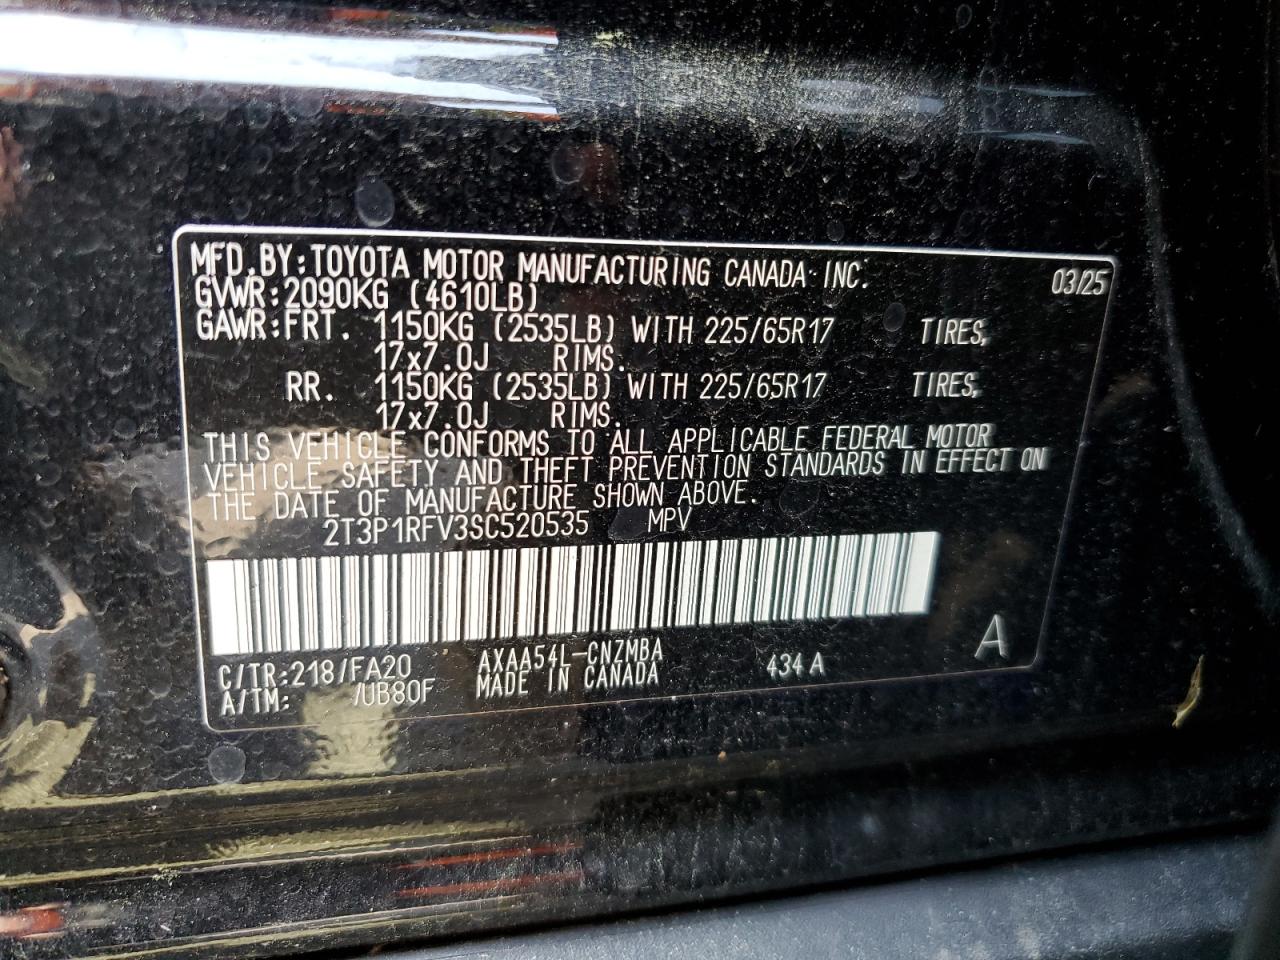 MFD.BY:TOYOTA MOTOR MANUFACTURING CANADA INC. 03/25
GVWR:2090KG (4610LB)
GAWR:FRT. 1150KG (2535LB) WITH 225/65R17 TIRES,
17x7.0J RIMS.
RR. 1150KG (2535LB) WITH 225/65R17 TIRES,
17x7.0J RIMS.
THIS VEHICLE CONFORMS TO ALL APPLICABLE FEDERAL MOTOR
VEHICLE SAFETY AND THEFT PREVENTION STANDARDS IN EFFECT ON
THE DATE OF MANUFACTURE SHOWN ABOVE.
2T3P1RFV3SC520535 MPV
C/TR:218/FA20 AXAA54L-CNZMBA 434A A
A/TM: /UB80F MADE IN CANADA